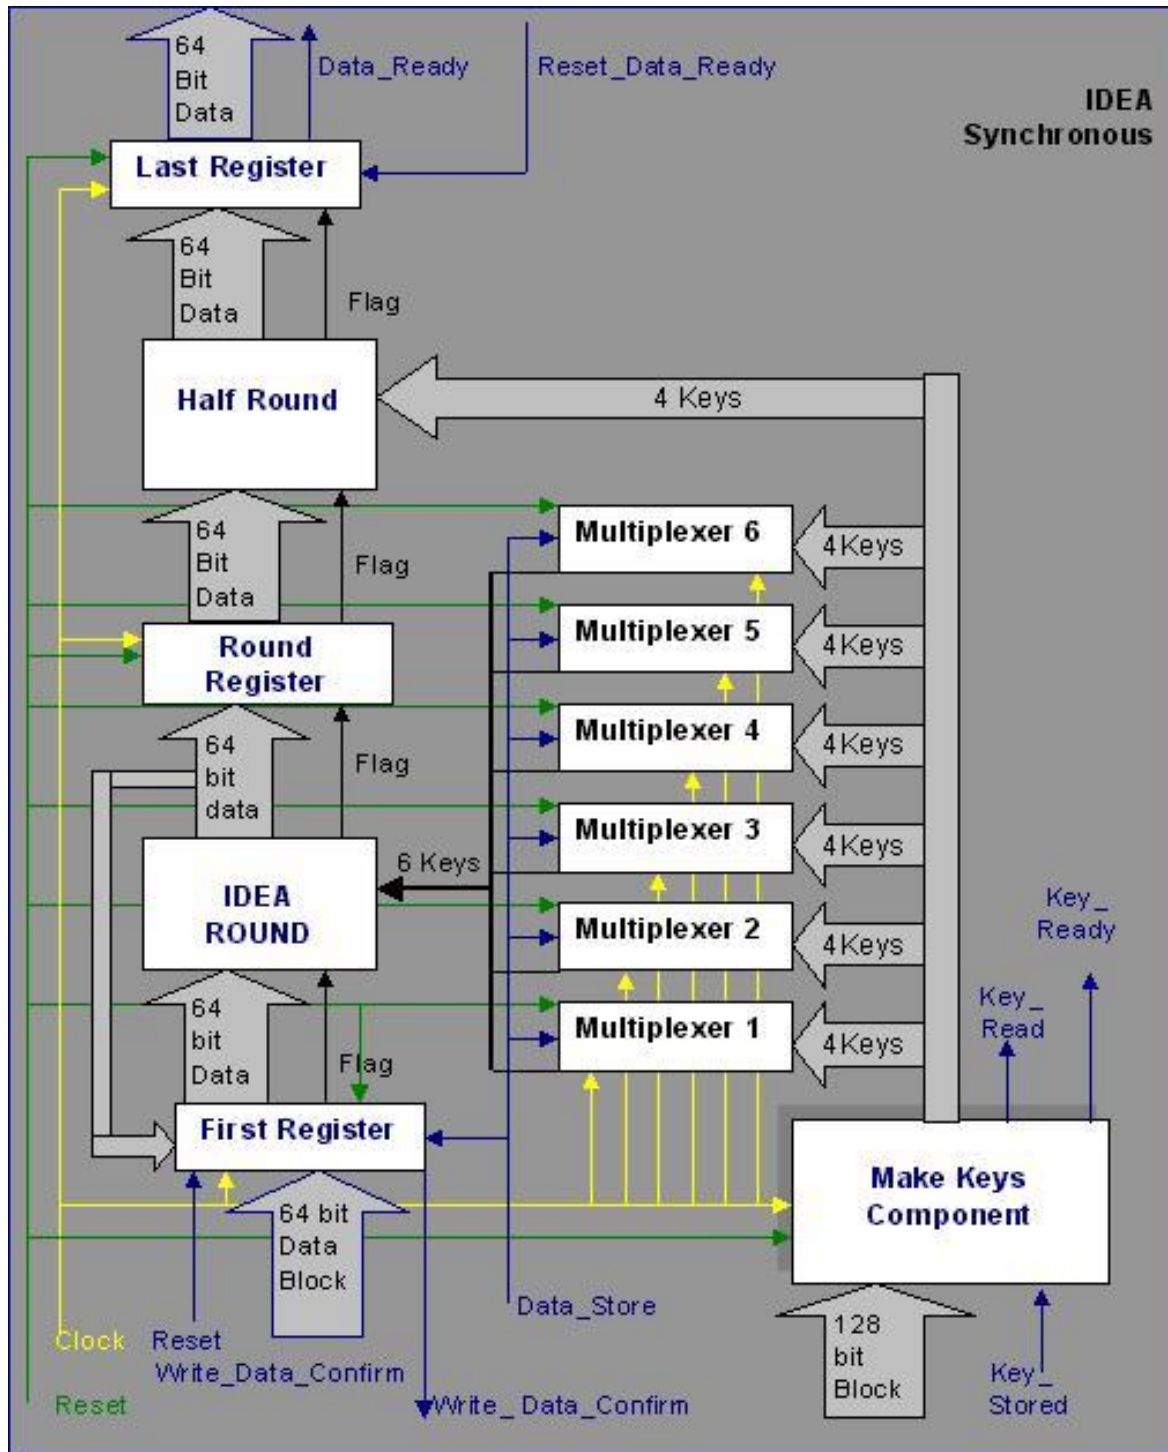 64
Bit
Data
Data_Ready
Reset_Data_Ready
IDEA
Synchronous
Last Register
64
Bit
Data
Flag
Half Round
4 Keys
64
Bit
Data
Flag
Multiplexer 6
4Keys
Round
Register
Multiplexer 5
4Keys
64
bit
data
Flag
Multiplexer 4
4Keys
Multiplexer 3
4Keys
IDEA
ROUND
6 Keys
Multiplexer 2
4Keys
Key_
Ready
64
bit
Data
Flag
Multiplexer 1
4Keys
Key_
Read
First Register
Make Keys
Component
64 bit
Data
Block
Data_Store
Clock
Reset
Write_Data_Confirm
128
bit
Block
Key_
Stored
Reset
Write_ Data_Confirm